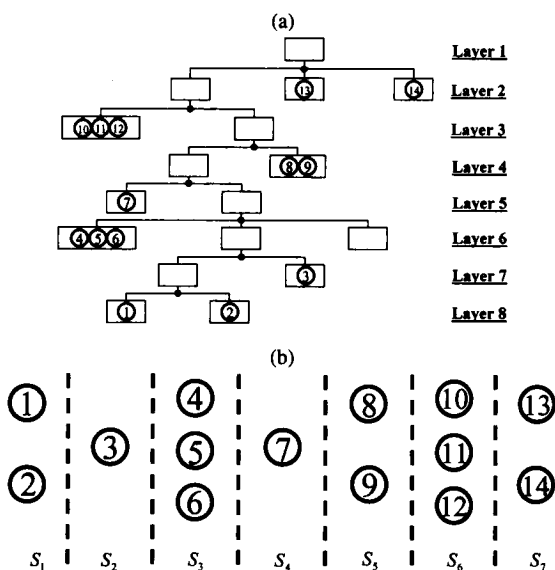 (a)
Layer 1
13 14 Layer 2
10 11 12 Layer 3
8 9 Layer 4
7 Layer 5
4 5 6 Layer 6
3 Layer 7
1 2 Layer 8
(b)
1 4 8 10 13
3 5 7 11
2 6 9 12 14
S1 S2 S3 S4 S5 S6 S7